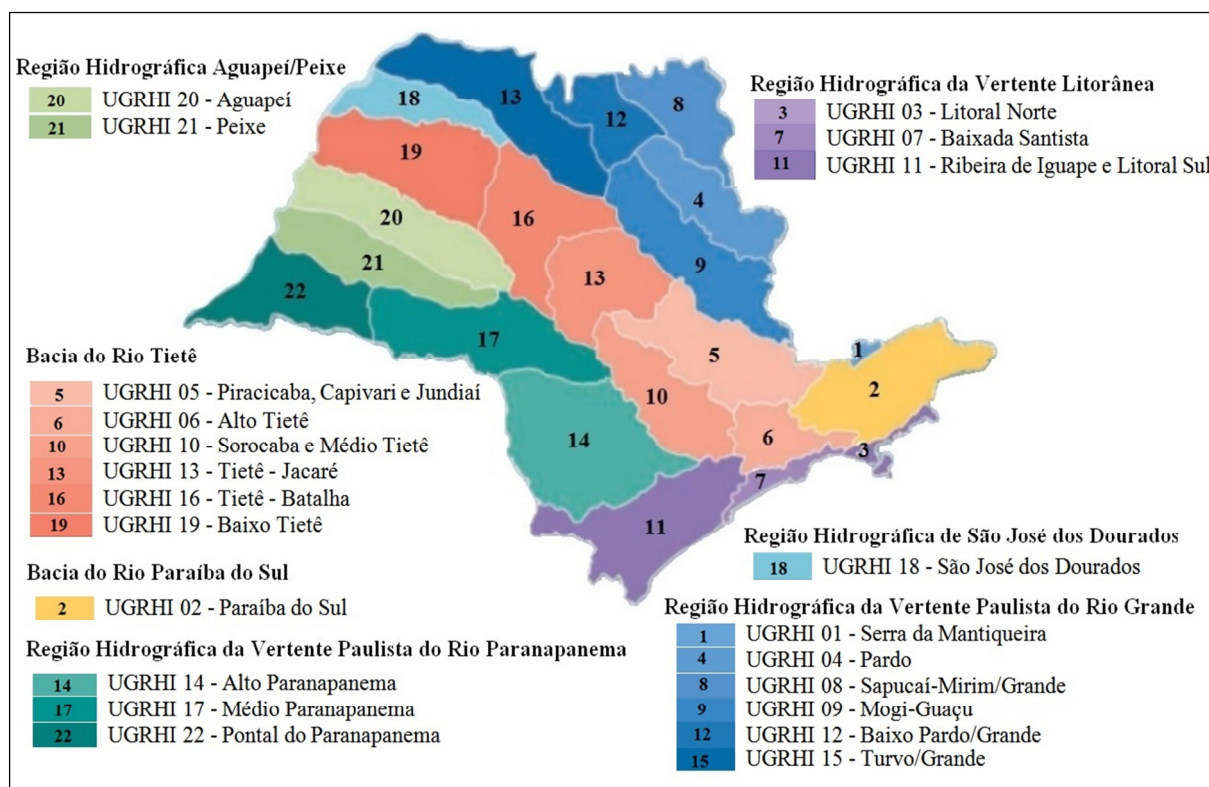 Região Hidrográfica Aguapeí/Peixe
20 UGRHI 20 - Aguapeí
21 UGRHI 21 - Peixe
Região Hidrográfica da Vertente Litorânea
3 UGRHI 03 - Litoral Norte
7 UGRHI 07 - Baixada Santista
11 UGRHI 11 - Ribeira de Iguape e Litoral Sul
18
13
12
8
19
20
16
4
21
13
9
22
17
5
1
2
10
14
6
3
7
11
Bacia do Rio Tietê
5 UGRHI 05 - Piracicaba, Capivari e Jundiaí
6 UGRHI 06 - Alto Tietê
10 UGRHI 10 - Sorocaba e Médio Tietê
13 UGRHI 13 - Tietê - Jacaré
16 UGRHI 16 - Tietê - Batalha
19 UGRHI 19 - Baixo Tietê
Bacia do Rio Paraíba do Sul
2 UGRHI 02 - Paraíba do Sul
Região Hidrográfica da Vertente Paulista do Rio Paranapanema
14 UGRHI 14 - Alto Paranapanema
17 UGRHI 17 - Médio Paranapanema
22 UGRHI 22 - Pontal do Paranapanema
Região Hidrográfica de São José dos Dourados
18 UGRHI 18 - São José dos Dourados
Região Hidrográfica da Vertente Paulista do Rio Grande
1 UGRHI 01 - Serra da Mantiqueira
4 UGRHI 04 - Pardo
8 UGRHI 08 - Sapucaí-Mirim/Grande
9 UGRHI 09 - Mogi-Guaçu
12 UGRHI 12 - Baixo Pardo/Grande
15 UGRHI 15 - Turvo/Grande